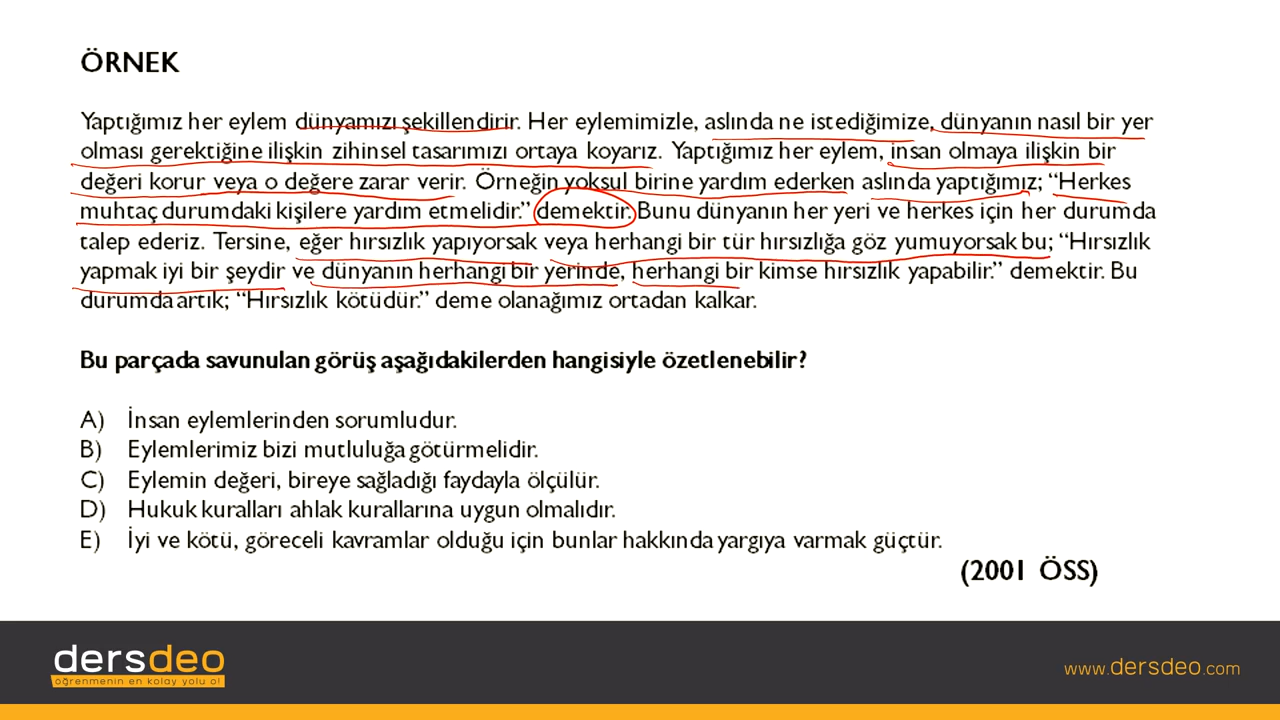 ÖRNEK
Yaptığımız her eylem dünyamızı şekillendirir. Her eylemimizle, aslında ne istediğimize, dünyanın nasıl bir yer
olması gerektiğine ilişkin zihinsel tasarımızı ortaya koyarız. Yaptığımız her eylem, insan olmaya ilişkin bir
değeri korur veya o değere zarar verir. Örneğin yoksul birine yardım ederken aslında yaptığımız; “Herkes
muhtaç durumdaki kişilere yardım etmelidir.” demektir. Bunu dünyanın her yeri ve herkes için her durumda
talep ederiz. Tersine, eğer hırsızlık yapıyorsak veya herhangi bir tür hırsızlığa göz yumuyorsak bu; “Hırsızlık
yapmak iyi bir şeydir ve dünyanın herhangi bir yerinde, herhangi bir kimse hırsızlık yapabilir.” demektir. Bu
durumda artık; “Hırsızlık kötüdür.” deme olanağımız ortadan kalkar.
Bu parçada savunulan görüş aşağıdakilerden hangisiyle özetlenebilir?
A) İnsan eylemlerinden sorumludur.
B) Eylemlerimiz bizi mutluluğa götürmelidir.
C) Eylemin değeri, bireye sağladığı faydayla ölçülür.
D) Hukuk kuralları ahlak kurallarına uygun olmalıdır.
E) İyi ve kötü, göreceli kavramlar olduğu için bunlar hakkında yargıya varmak güçtür.
(2001 ÖSS)
dersdeo
öğrenmenin en kolay yolu o!
www.dersdeo.com